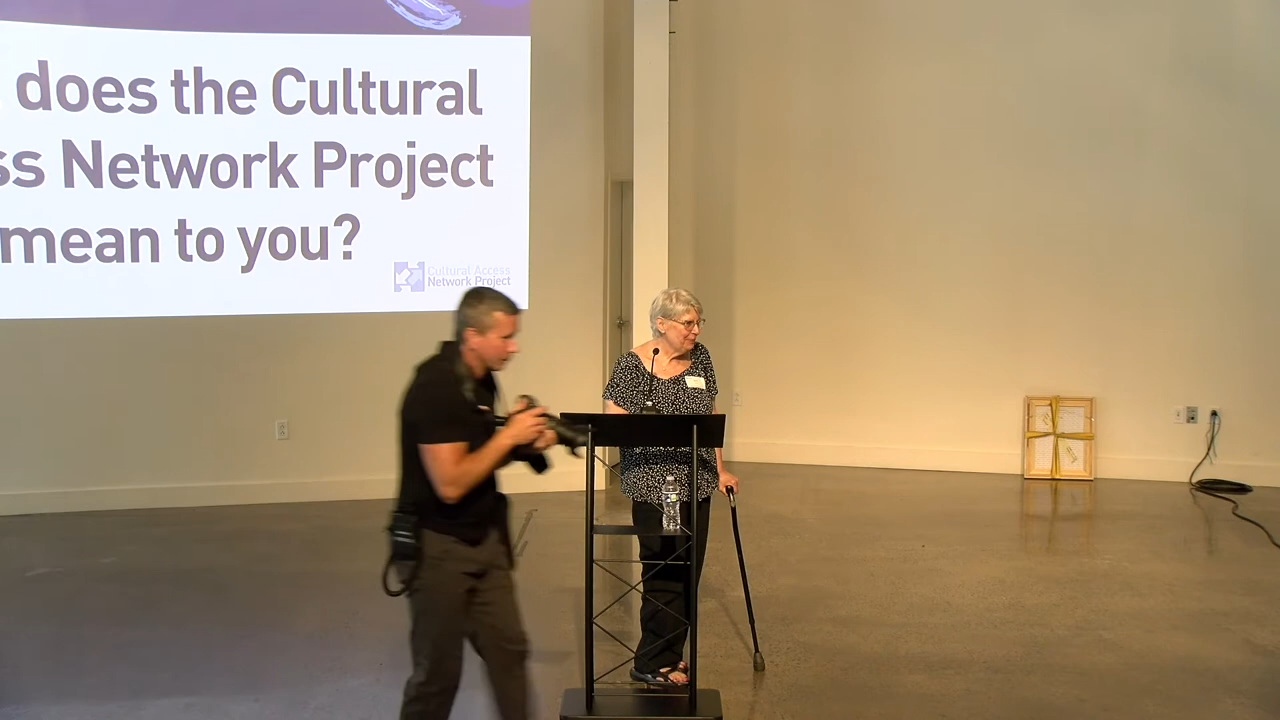 does the Cultural
ss Network Project
mean to you?
Cultural Access
Network Project